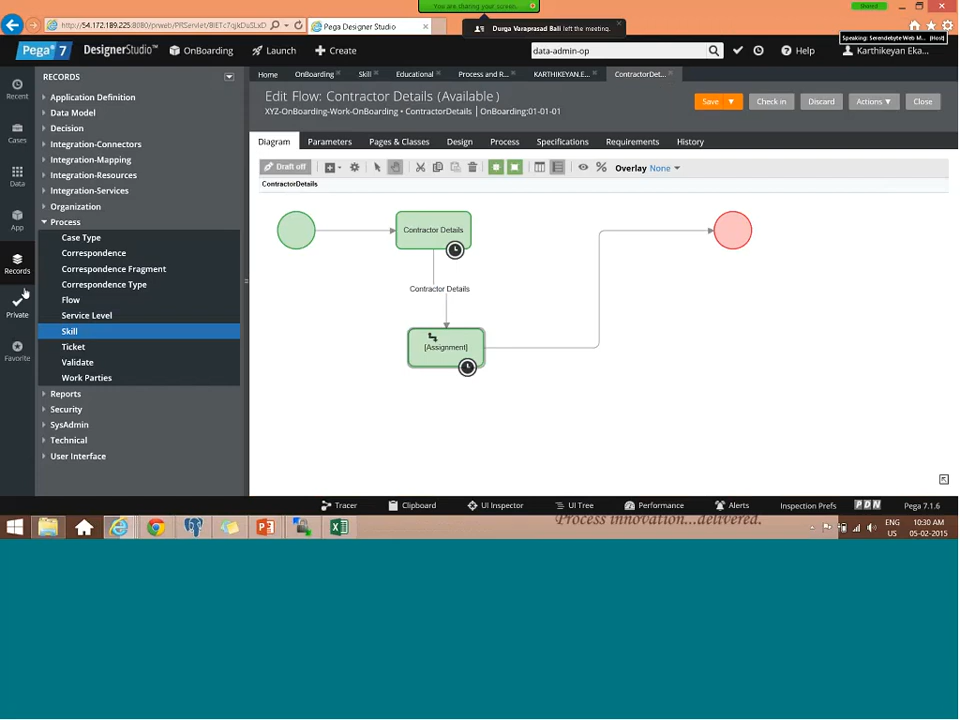 You are sharing your screen.
Shared
Durga Varaprasad Bali left the meeting.
Pega Designer Studio
Pega 7
DesignerStudio™
OnBoarding
Launch
Create
data-admin-op
Help
Karthikeyan Eka...
RECORDS
Home
OnBoarding
Skill
Educational
Process and R...
KARTHIKEYAN.E...
ContractorDet...
Recent
Cases
Data
App
Records
Private
Favorite
Application Definition
Data Model
Decision
Integration-Connectors
Integration-Mapping
Integration-Resources
Integration-Services
Organization
Process
Case Type
Correspondence
Correspondence Fragment
Correspondence Type
Flow
Service Level
Skill
Ticket
Validate
Work Parties
Reports
Security
SysAdmin
Technical
User Interface
Edit Flow: Contractor Details (Available)
XYZ-OnBoarding-Work-OnBoarding • ContractorDetails | OnBoarding:01-01-01
Save
Check in
Discard
Actions
Close
Diagram
Parameters
Pages & Classes
Design
Process
Specifications
Requirements
History
Draft off
Overlay None
ContractorDetails
Contractor Details
Contractor Details
[Assignment]
Tracer
Clipboard
UI Inspector
UI Tree
Performance
Alerts
Inspection Prefs
PDN
Pega 7.1.6
Process innovation...delivered.
ENG
US
10:30 AM
05-02-2015